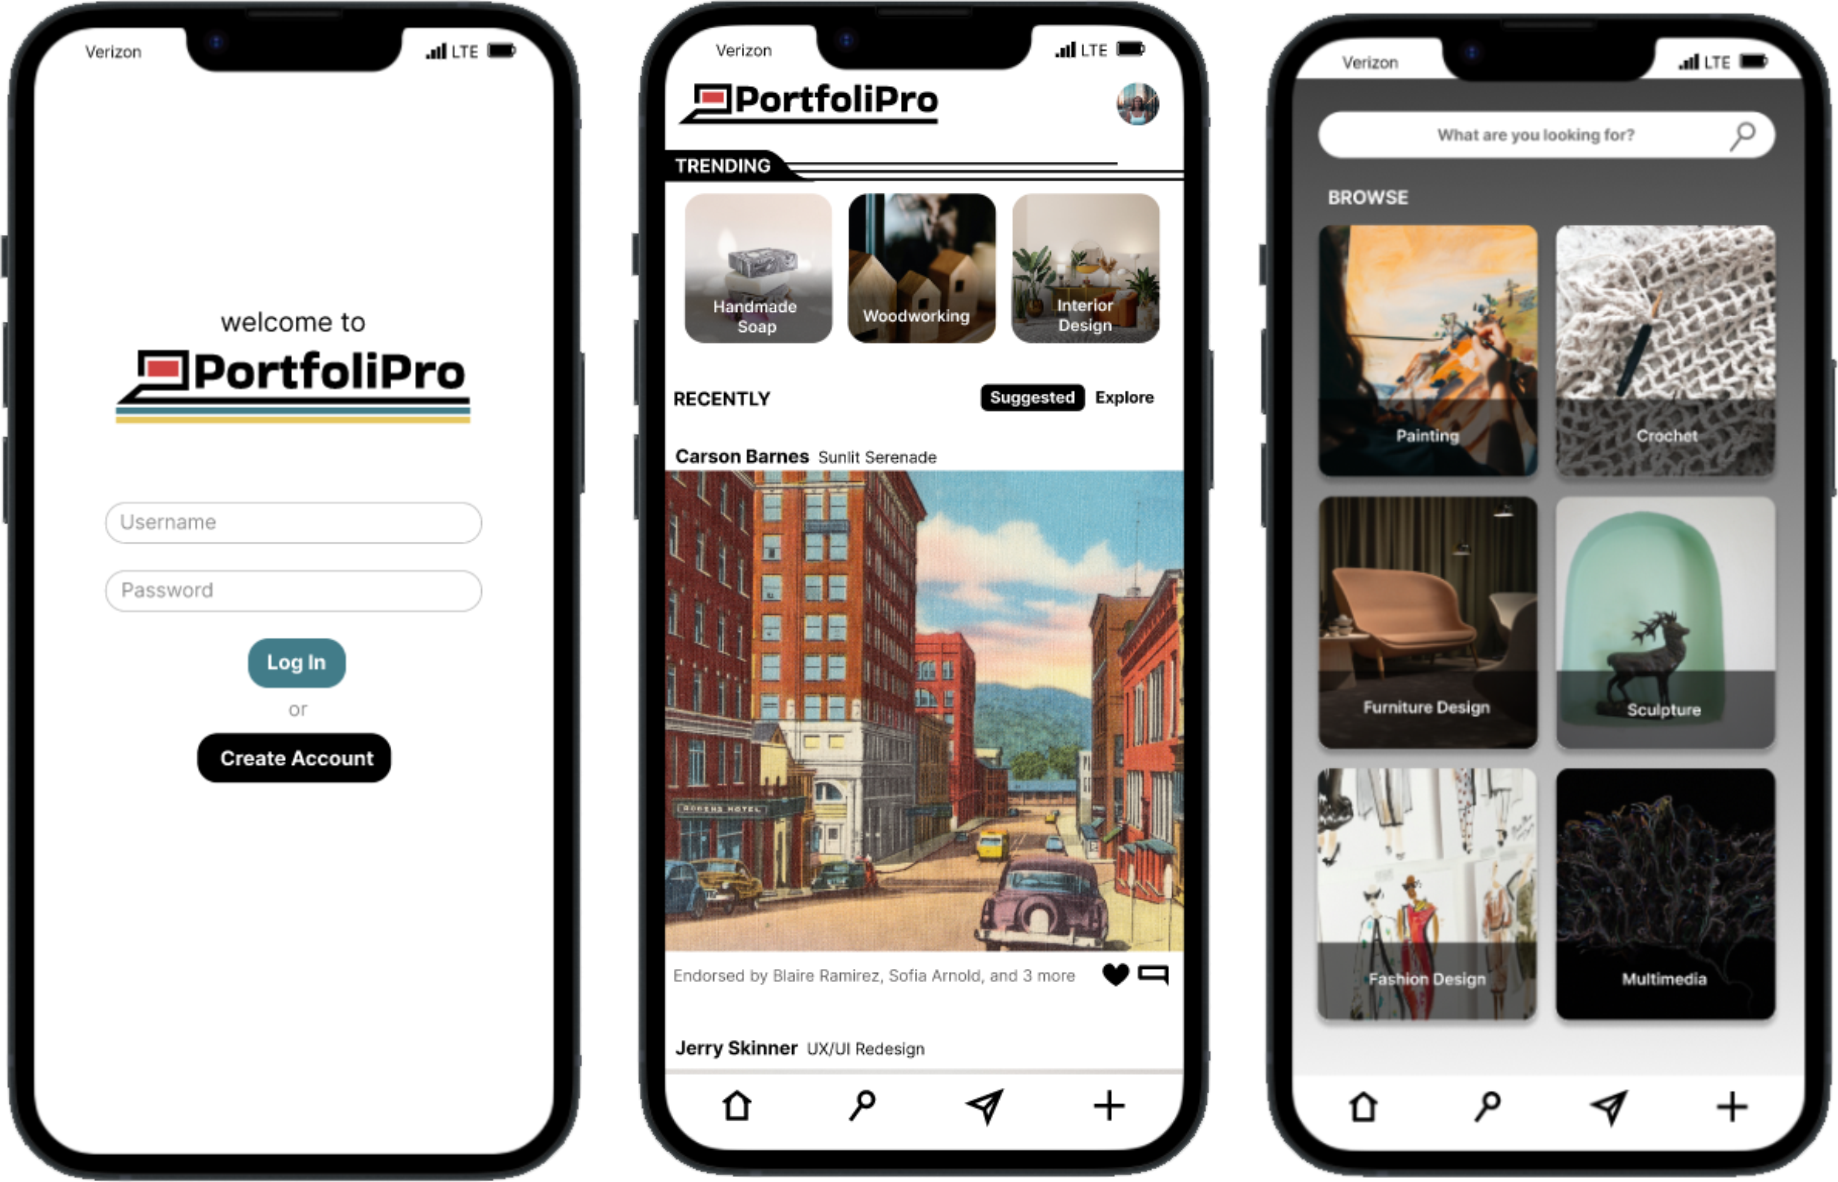 Verizon
LTE
welcome to
PortfoliPro
Username
Password
Log In
or
Create Account
Verizon
LTE
PortfoliPro
TRENDING
Handmade
Soap
Woodworking
Interior
Design
RECENTLY
Suggested Explore
Carson Barnes Sunlit Serenade
ROGERS HOTEL
Endorsed by Blaire Ramirez, Sofia Arnold, and 3 more
Jerry Skinner UX/UI Redesign
Verizon
LTE
What are you looking for?
BROWSE
Painting
Crochet
Furniture Design
Sculpture
Fashion Design
Multimedia